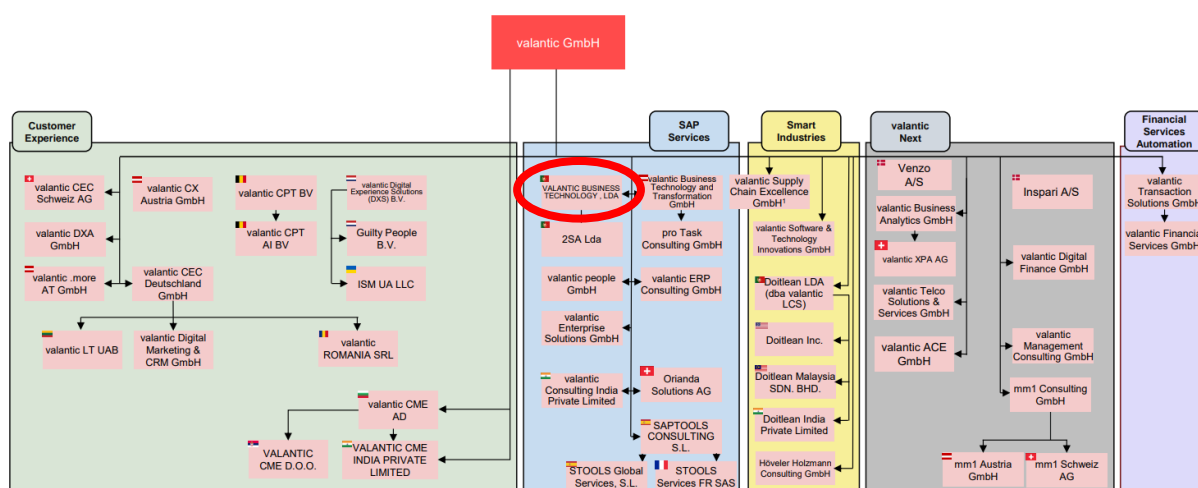 valantic GmbH
Customer
Experience
SAP
Services
Smart
Industries
valantic
Next
Financial
Services
Automation
valantic CEC
Schweiz AG
valantic CX
Austria GmbH
valantic CPT BV
valantic Digital
Experience Solutions
(DXS) B.V.
valantic DXA
GmbH
valantic CPT
AI BV
Guilty People
B.V.
valantic .more
AT GmbH
valantic CEC
Deutschland
GmbH
ISM UA LLC
valantic LT UAB
valantic Digital
Marketing &
CRM GmbH
valantic
ROMANIA SRL
valantic CME
AD
VALANTIC
CME D.O.O.
VALANTIC CME
INDIA PRIVATE
LIMITED
VALANTIC BUSINESS
TECHNOLOGY , LDA
valantic Business
Technology and
Transformation
GmbH
2SA Lda
pro Task
Consulting GmbH
valantic people
GmbH
valantic ERP
Consulting GmbH
valantic
Enterprise
Solutions GmbH
valantic
Consulting India
Private Limited
Orianda
Solutions AG
SAPTOOLS
CONSULTING
S.L.
STOOLS Global
Services, S.L.
STOOLS
Services FR SAS
valantic Supply
Chain Excellence
GmbH¹
valantic Software &
Technology
Innovations GmbH
Doitlean LDA
(dba valantic
LCS)
Doitlean Inc.
Doitlean Malaysia
SDN. BHD.
Doitlean India
Private Limited
Höveler Holzmann
Consulting GmbH
Venzo
A/S
Inspari A/S
valantic Business
Analytics GmbH
valantic XPA AG
valantic Digital
Finance GmbH
valantic Telco
Solutions &
Services GmbH
valantic ACE
GmbH
valantic
Management
Consulting GmbH
mm1 Consulting
GmbH
mm1 Austria
GmbH
mm1 Schweiz
AG
valantic
Transaction
Solutions GmbH
valantic Financial
Services GmbH